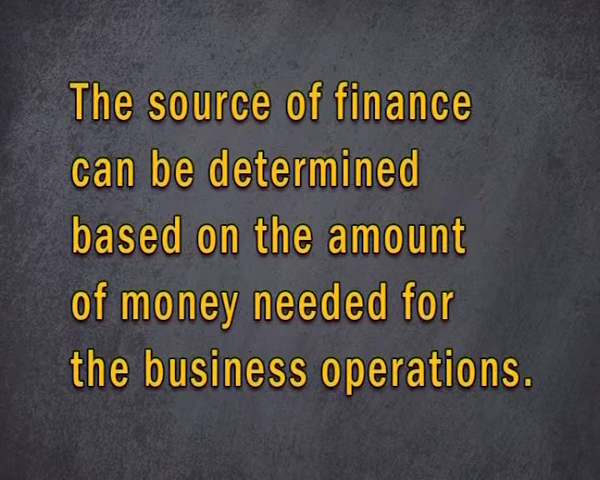 The source of finance
can be determined
based on the amount
of money needed for
the business operations.